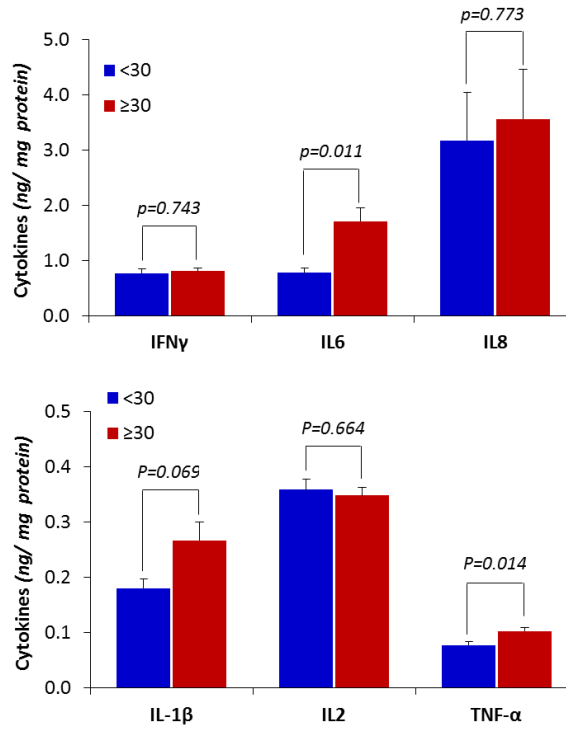 Cytokines (ng/ mg protein)
5.0
4.0
3.0
2.0
1.0
0.0
<30
≥30
p=0.743
p=0.011
p=0.773
IFNγ IL6 IL8
Cytokines (ng/ mg protein)
0.5
0.4
0.3
0.2
0.1
0.0
<30
≥30
P=0.069
P=0.664
P=0.014
IL-1β IL2 TNF-α